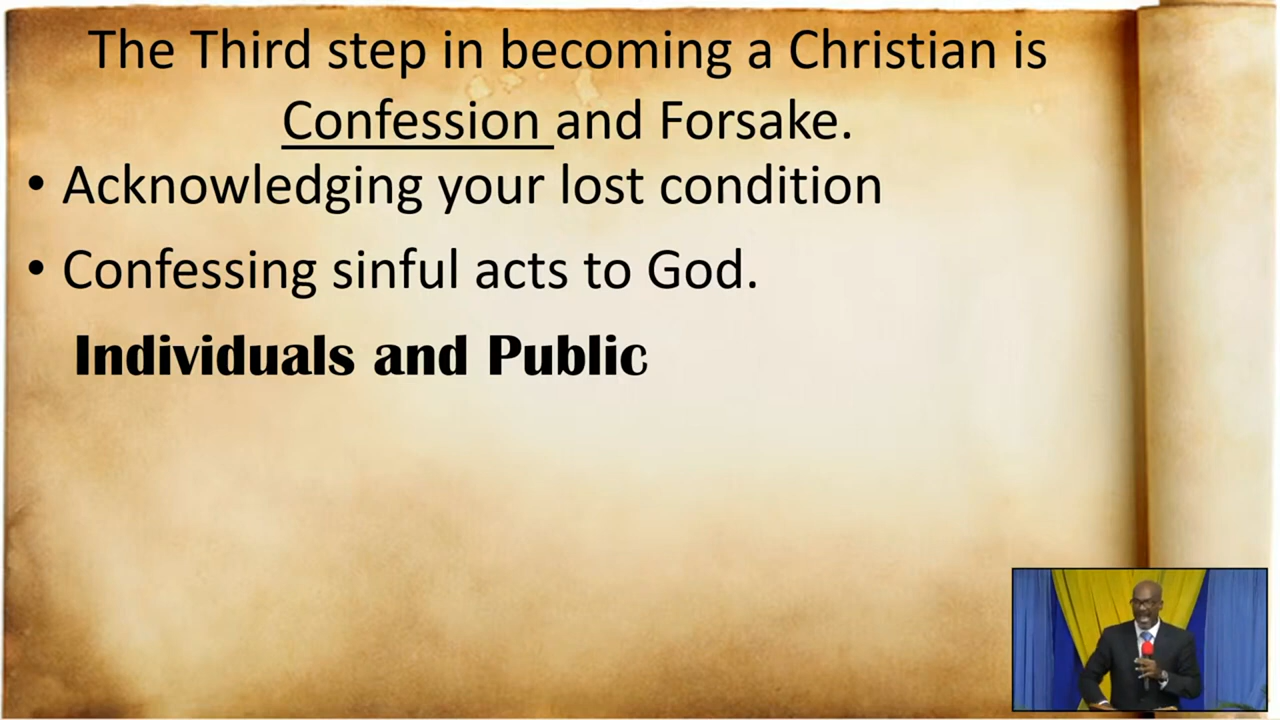 The Third step in becoming a Christian is
Confession and Forsake.
• Acknowledging your lost condition
• Confessing sinful acts to God.
Individuals and Public